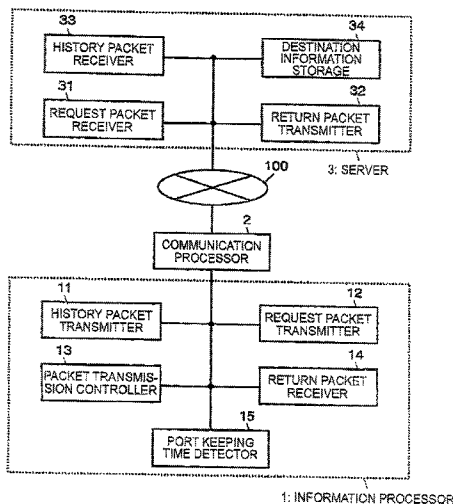 33
HISTORY PACKET
RECEIVER
34
DESTINATION
INFORMATION
STORAGE
31
REQUEST PACKET
RECEIVER
32
RETURN PACKET
TRANSMITTER
3: SERVER
100
2
COMMUNICATION
PROCESSOR
11
HISTORY PACKET
TRANSMITTER
12
REQUEST PACKET
TRANSMITTER
13
PACKET TRANSMIS-
SION CONTROLLER
14
RETURN PACKET
RECEIVER
15
PORT KEEPING
TIME DETECTOR
1: INFORMATION PROCESSOR